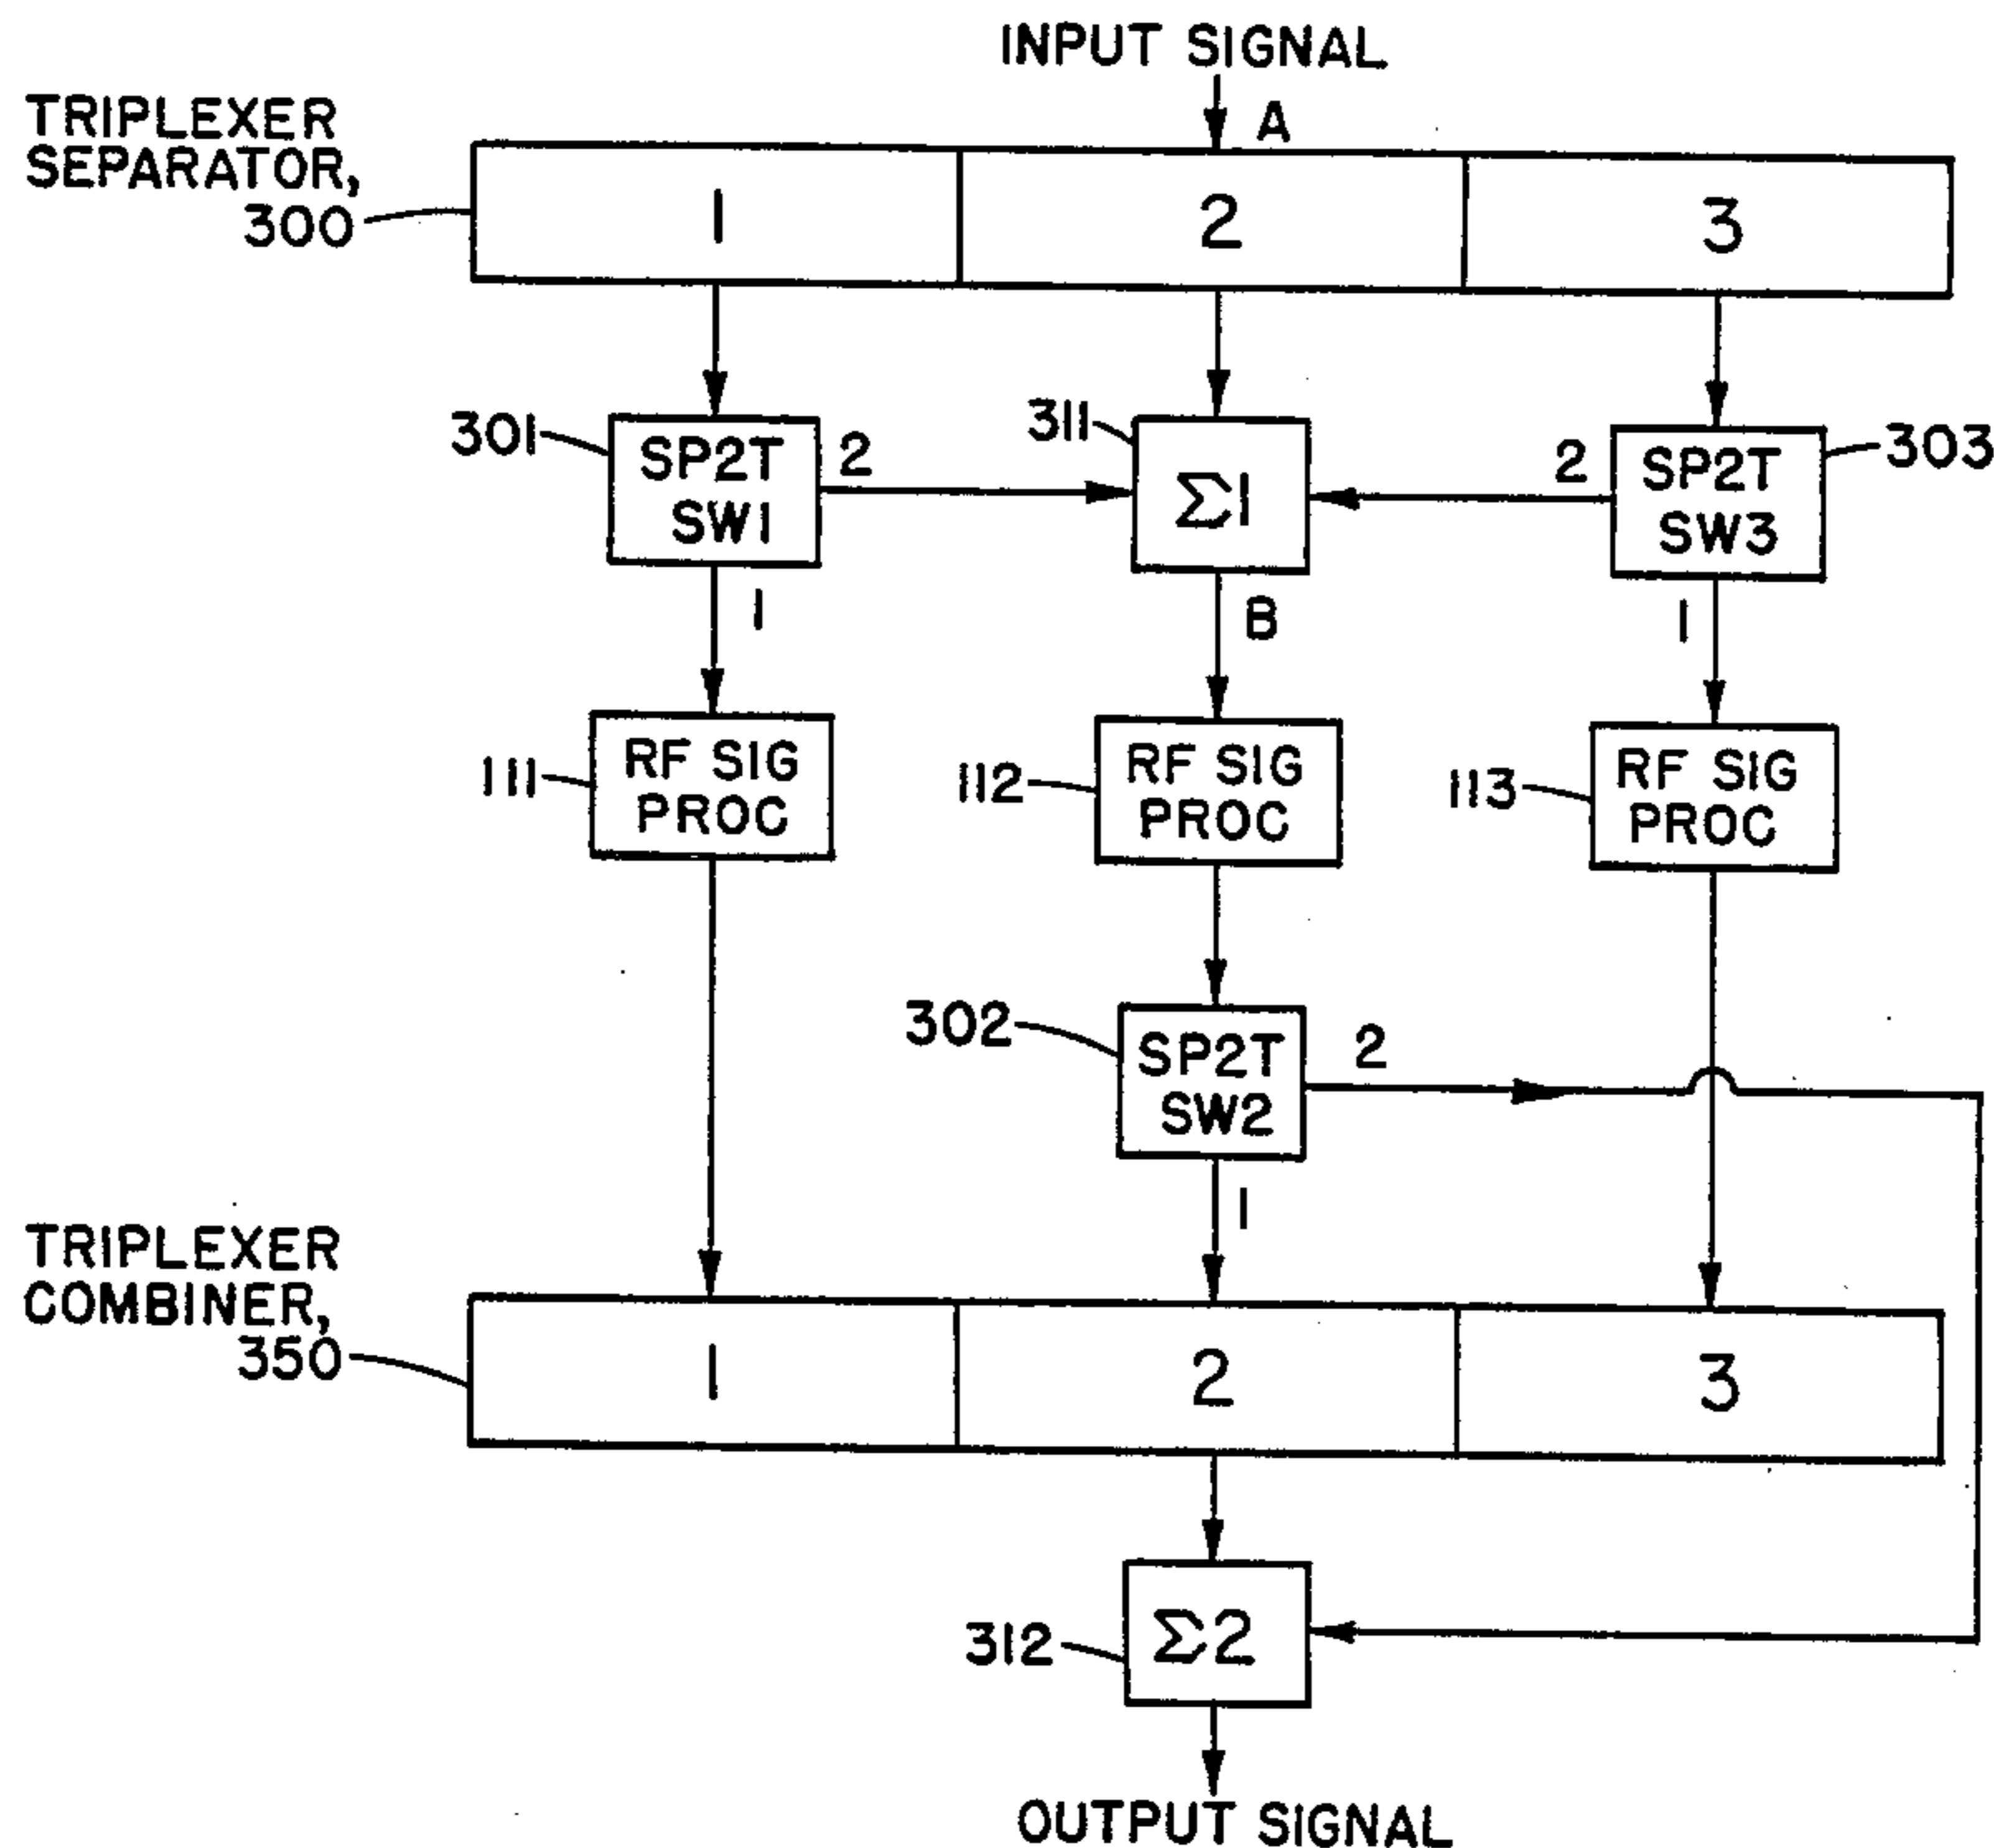 INPUT SIGNAL
A
TRIPLEXER
SEPARATOR,
300
1
2
3
301
SP2T
SW1
2
311
Σ1
2
SP2T
SW3
303
1
B
1
111
RF SIG
PROC
112
RF SIG
PROC
113
RF SIG
PROC
302
SP2T
SW2
2
1
TRIPLEXER
COMBINER,
350
1
2
3
312
Σ2
OUTPUT SIGNAL